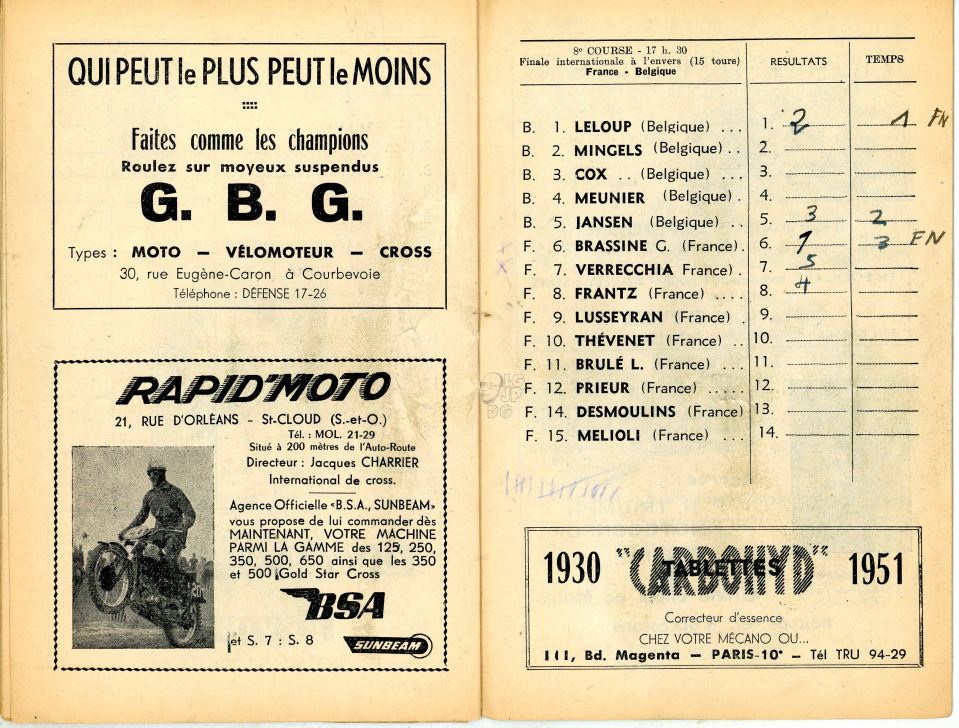 QUI PEUT le PLUS PEUT le MOINS
Faites comme les champions
Roulez sur moyeux suspendus
G. B. G.
Types : MOTO — VÉLOMOTEUR — CROSS
30, rue Eugène-Caron à Courbevoie
Téléphone : DÉFENSE 17-26
RAPID'MOTO
21, RUE D'ORLÉANS - St-CLOUD (S.-et-O.)
Tél. : MOL. 21-29
Situé à 200 mètres de l'Auto-Route
Directeur : Jacques CHARRIER
International de cross.
Agence Officielle «B.S.A., SUNBEAM»
vous propose de lui commander dès
MAINTENANT, VOTRE MACHINE
PARMI LA GAMME des 125, 250,
350, 500, 650 ainsi que les 350
et 500 Gold Star Cross
BSA
et S. 7 : S. 8
SUNBEAM
8e COURSE - 17 h. 30
Finale internationale à l'envers (15 tours)
France - Belgique
RESULTATS
TEMPS
B. 1. LELOUP (Belgique) ... 1. 2 1 FN
B. 2. MINGELS (Belgique) .. 2.
B. 3. COX .. (Belgique) ... 3.
B. 4. MEUNIER (Belgique) . 4.
B. 5. JANSEN (Belgique) .. 5. 3 2
F. 6. BRASSINE G. (France) . 6. 1 3 FN
F. 7. VERRECCHIA France) . 7. 5
F. 8. FRANTZ (France) .... 8. 4
F. 9. LUSSEYRAN (France) . 9.
F. 10. THÉVENET (France) .. 10.
F. 11. BRULÉ L. (France) ... 11.
F. 12. PRIEUR (France) ..... 12.
F. 14. DESMOULINS (France) 13.
F. 15. MELIOLI (France) ... 14.
1930 "CARBOHYD" 1951
TABLETTES
Correcteur d'essence
CHEZ VOTRE MÉCANO OU...
111, Bd. Magenta — PARIS-10° — Tél TRU 94-29